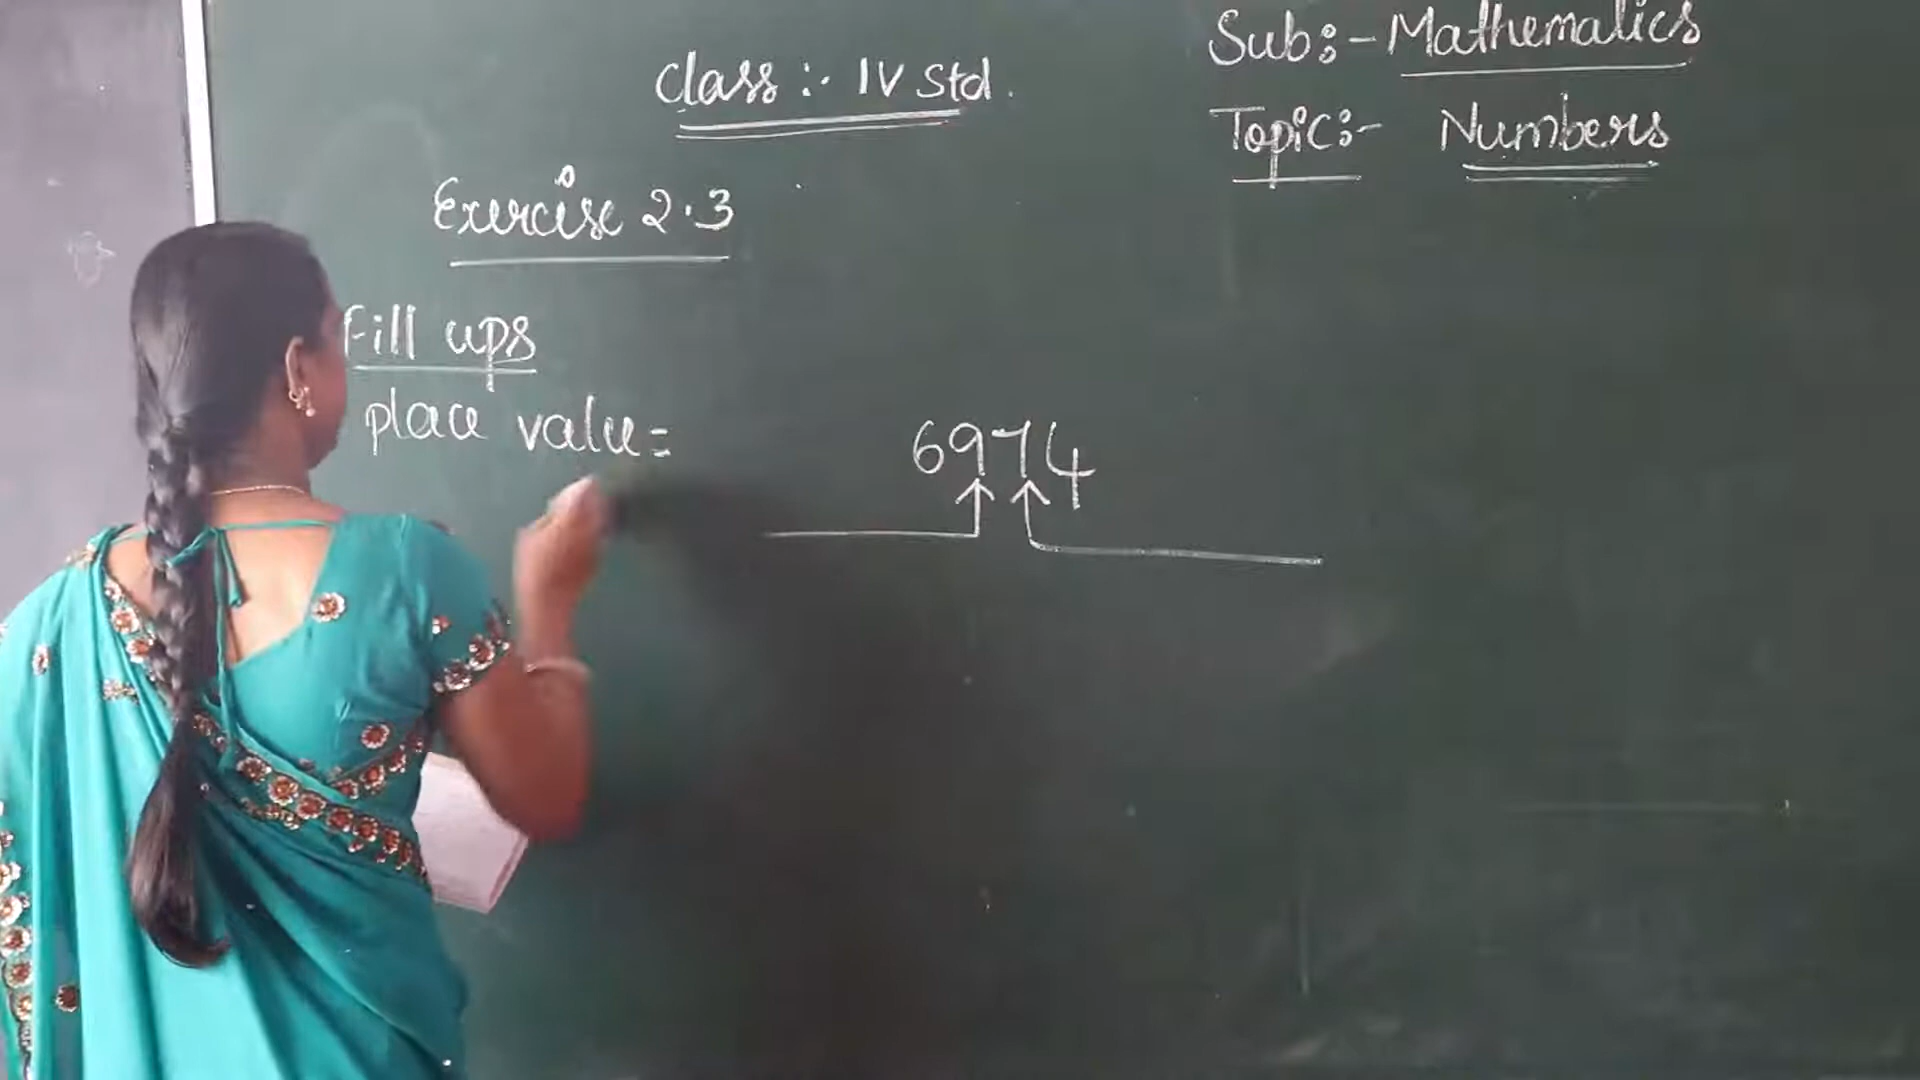 Sub:- Mathematics
Class :- IV Std.
Topic:- Numbers
Exercise 2.3
Fill ups
place value=
6974